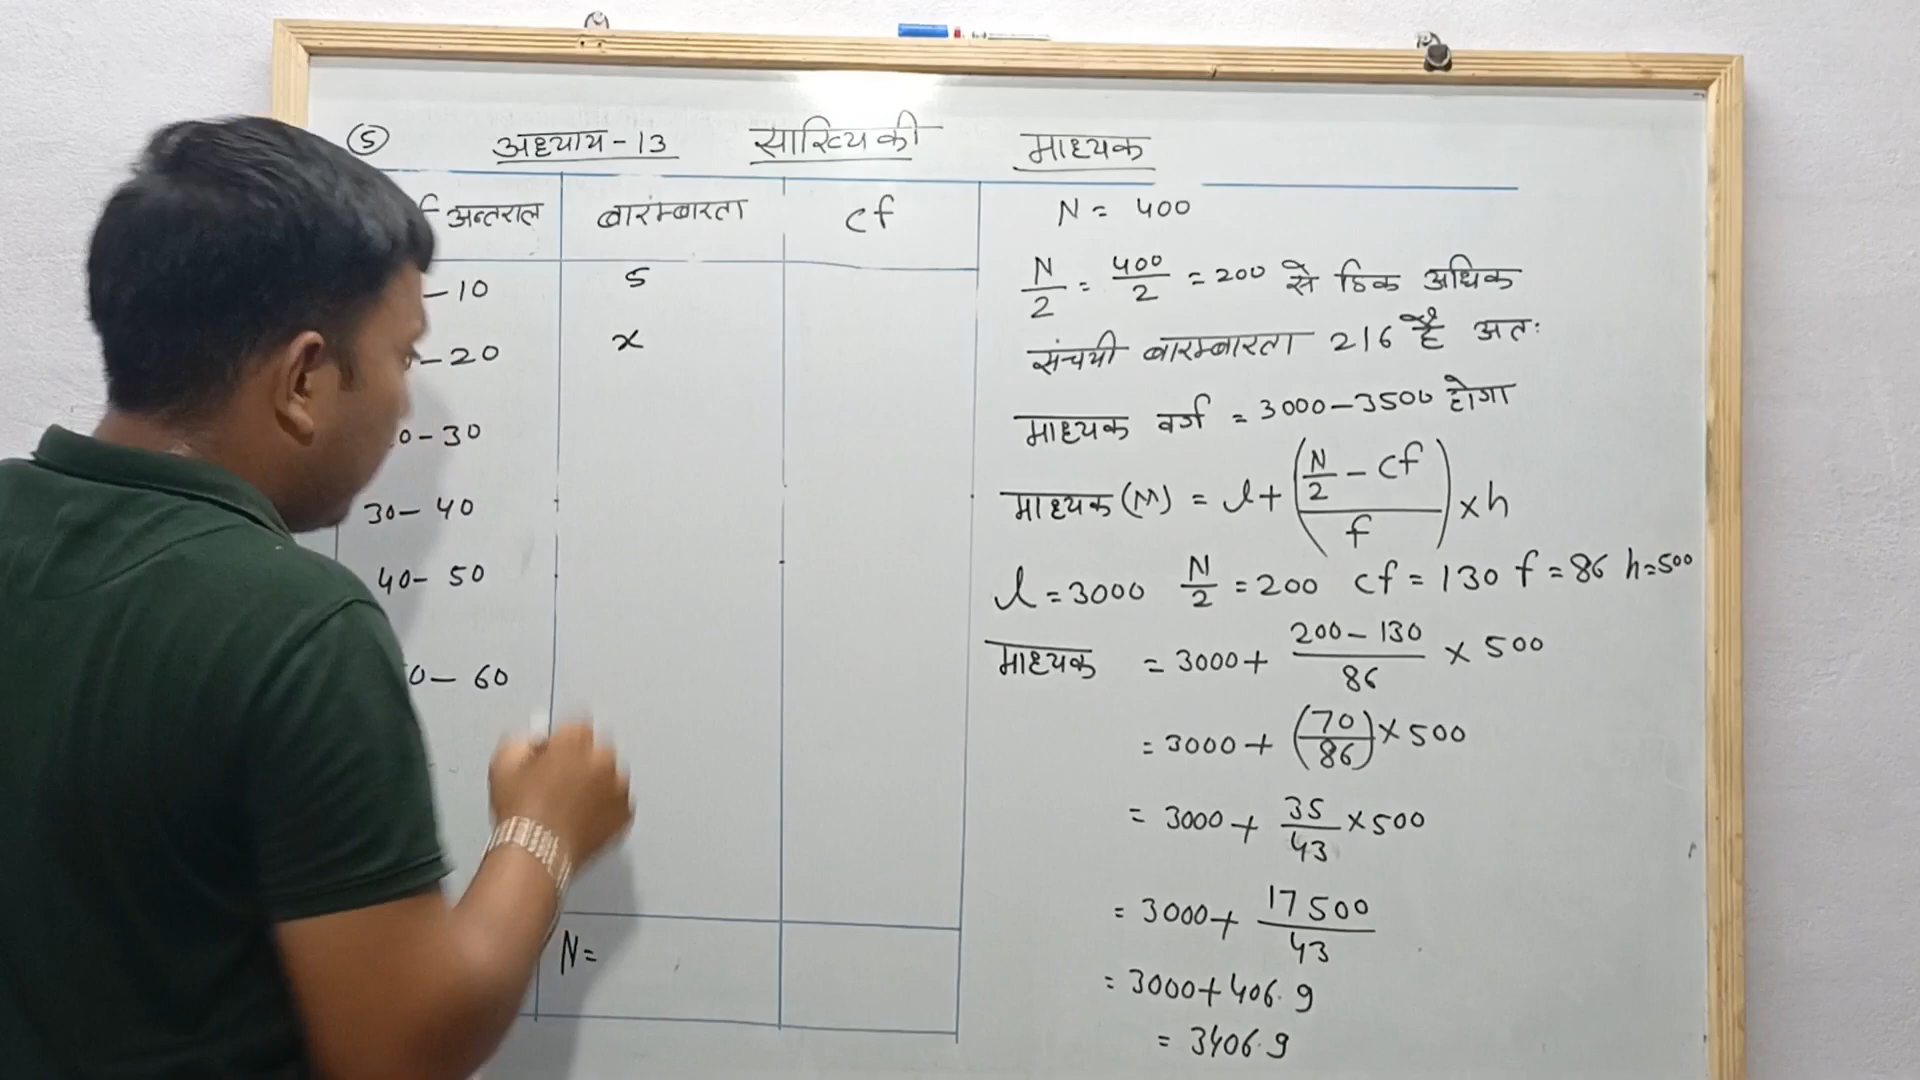 (5) अध्याय-13 साख्यिकी माध्यक
अन्तराल बारंम्बारता cf
-10 5
-20 x
0-30
30-40
40-50
0-60
N=
N = 400
N/2 = 400/2 = 200 से ठिक अधिक
संचयी बारम्बारता 216 है अतः
माध्यक वर्ग = 3000-3500 होगा
माध्यक (M) = l + ((N/2 - cf)/f) × h
l = 3000 N/2 = 200 cf = 130 f = 86 h = 500
माध्यक = 3000 + (200-130)/86 × 500
= 3000 + (70/86) × 500
= 3000 + 35/43 × 500
= 3000 + 17500/43
= 3000 + 406.9
= 3406.9